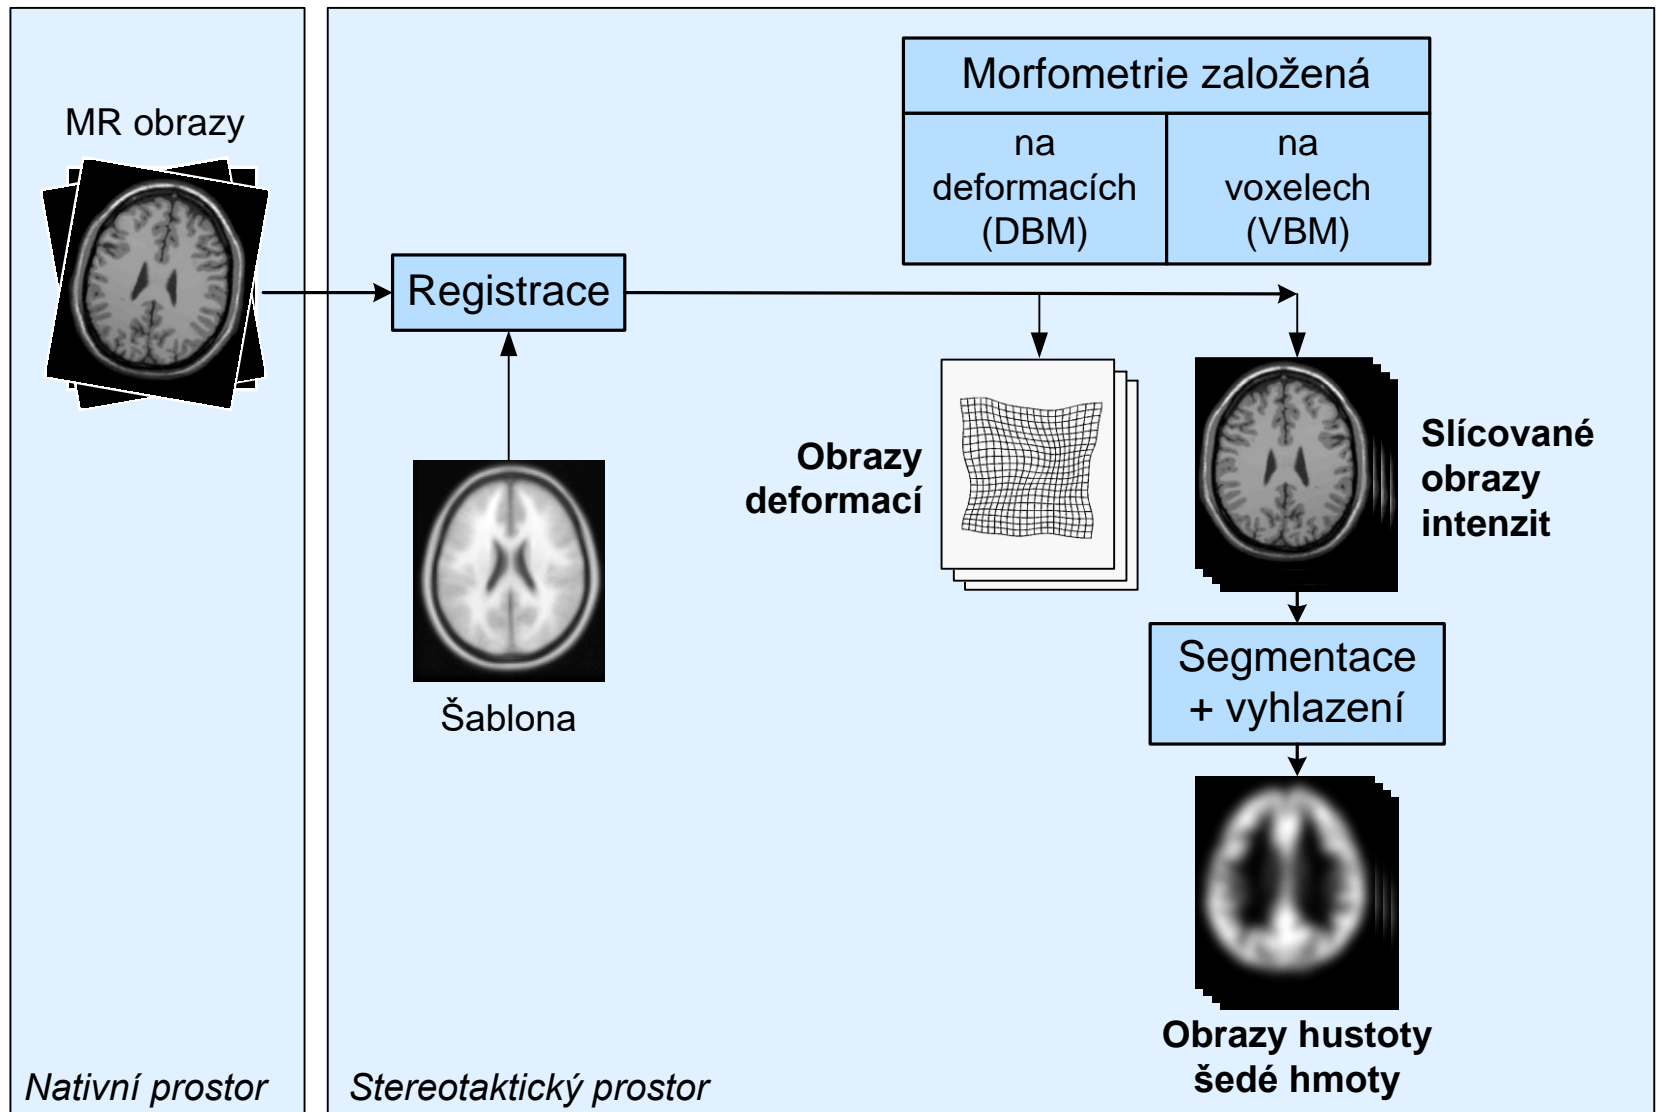 MR obrazy
Nativní prostor
Morfometrie založená
na
deformacích
(DBM)
na
voxelech
(VBM)
Registrace
Šablona
Obrazy
deformací
Slícované
obrazy
intenzit
Segmentace
+ vyhlazení
Obrazy hustoty
šedé hmoty
Stereotaktický prostor